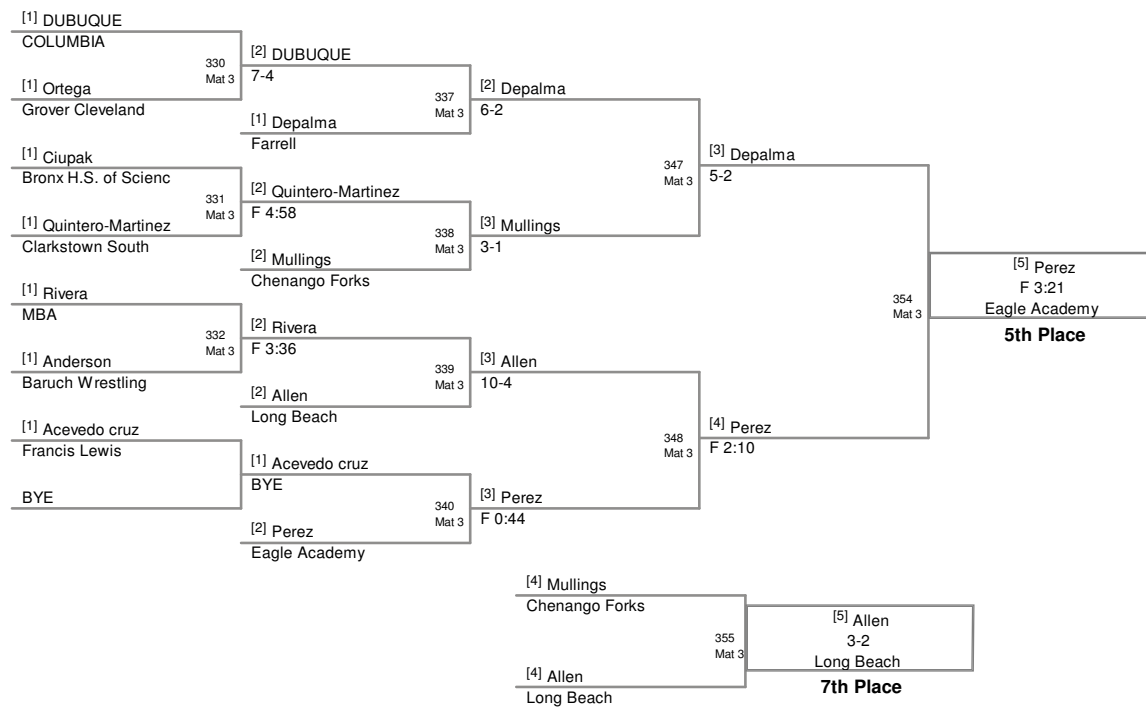 [1] DUBUQUE
COLUMBIA
330
Mat 3
[1] Ortega
Grover Cleveland
[2] DUBUQUE
7-4
337
Mat 3
[1] Depalma
Farrell
[2] Depalma
6-2
[1] Ciupak
Bronx H.S. of Scienc
331
Mat 3
[1] Quintero-Martinez
Clarkstown South
[2] Quintero-Martinez
F 4:58
338
Mat 3
[2] Mullings
Chenango Forks
[3] Mullings
3-1
347
Mat 3
[3] Depalma
5-2
[1] Rivera
MBA
332
Mat 3
[1] Anderson
Baruch Wrestling
[2] Rivera
F 3:36
339
Mat 3
[2] Allen
Long Beach
[3] Allen
10-4
[1] Acevedo cruz
Francis Lewis
BYE
[1] Acevedo cruz
BYE
340
Mat 3
[2] Perez
Eagle Academy
[3] Perez
F 0:44
348
Mat 3
[4] Perez
F 2:10
354
Mat 3
[5] Perez
F 3:21
Eagle Academy
5th Place
[4] Mullings
Chenango Forks
355
Mat 3
[4] Allen
Long Beach
[5] Allen
3-2
Long Beach
7th Place